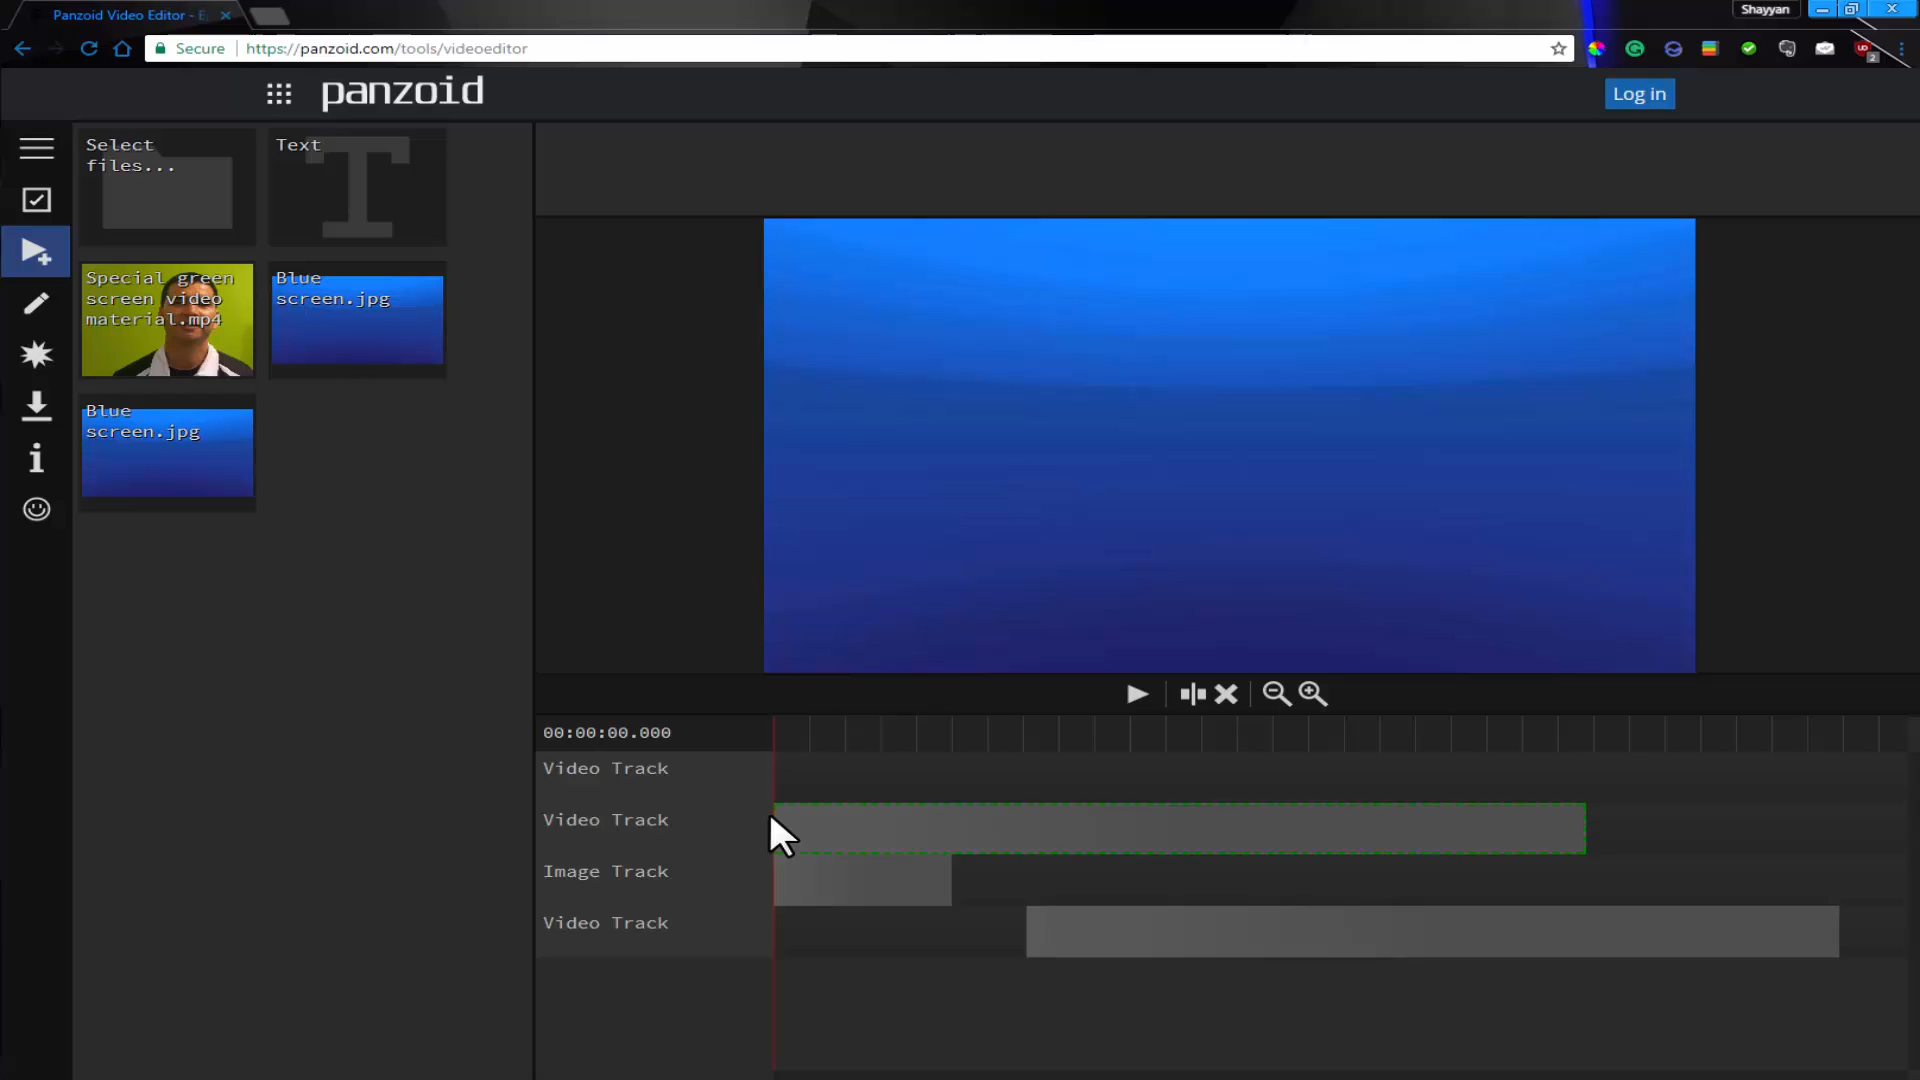 Panzoid Video Editor - E
Shayyan
Secure
https://panzoid.com/tools/videoeditor
2
panzoid
Log in
Select
files...
Text
Special green
screen video
material.mp4
Blue
screen.jpg
Blue
screen.jpg
00:00:00.000
Video Track
Video Track
Image Track
Video Track